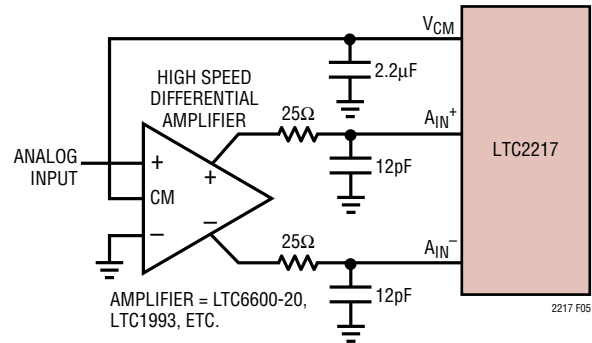 V_CM
HIGH SPEED
DIFFERENTIAL
AMPLIFIER
2.2µF
25Ω
A_IN^+
LTC2217
ANALOG
INPUT
+
+
12pF
CM
−
−
25Ω
A_IN^−
12pF
AMPLIFIER = LTC6600-20,
LTC1993, ETC.
2217 F05